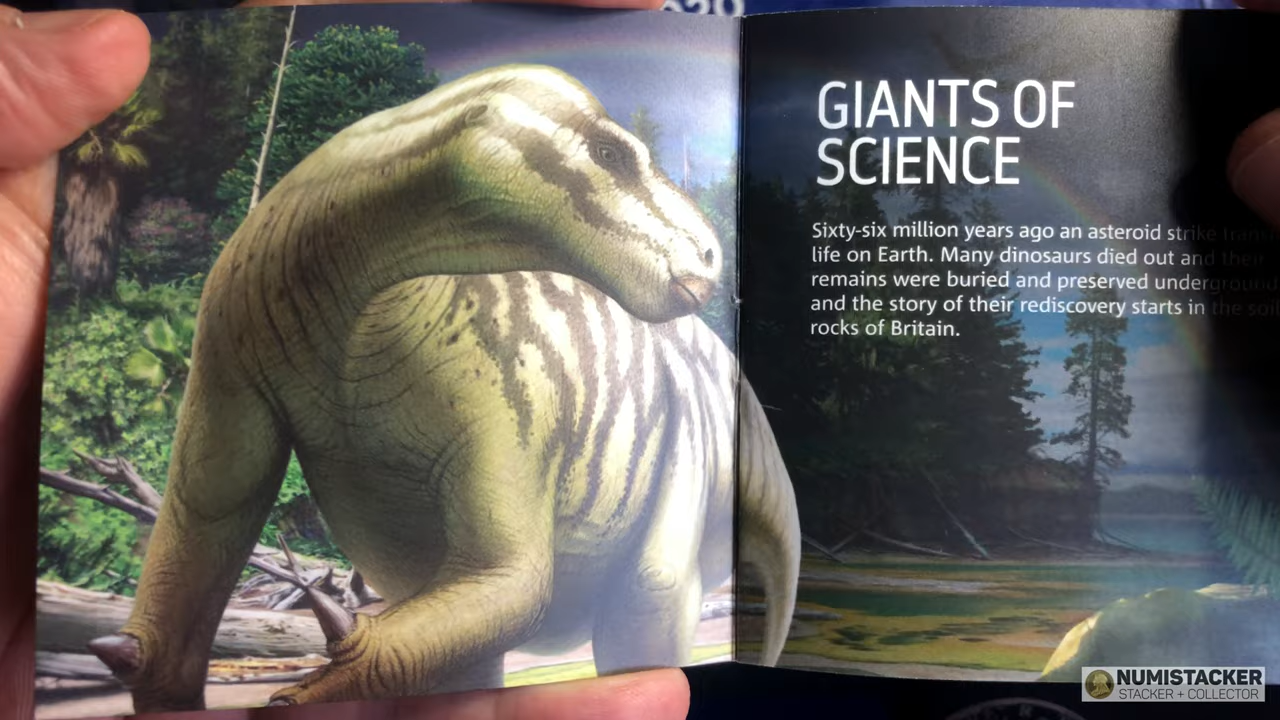 GIANTS OF
SCIENCE
Sixty-six million years ago an asteroid strike
life on Earth. Many dinosaurs died out and their
remains were buried and preserved underground
and the story of their rediscovery starts in the soil
rocks of Britain.
NUMISTACKER
STACKER + COLLECTOR